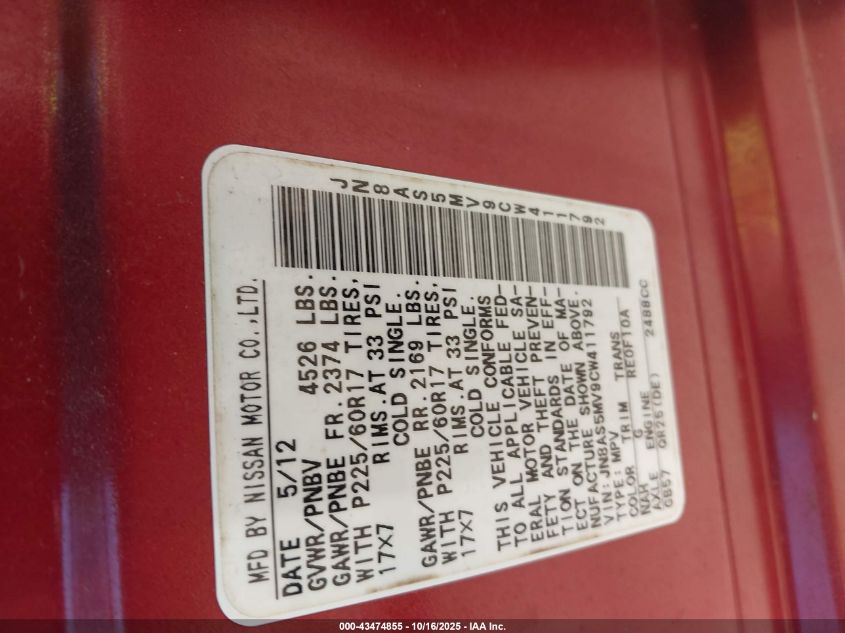 JN8AS5MV9CW411792
MFD BY NISSAN MOTOR CO.,LTD.
DATE 5/12
GVWR/PNBV 4526 LBS.
GAWR/PNBE FR. 2374 LBS.
WITH P225/60R17 TIRES,
17X7 RIMS. AT 33 PSI
COLD SINGLE.
GAWR/PNBE RR. 2169 LBS.
WITH P225/60R17 TIRES,
17X7 RIMS. AT 33 PSI
COLD SINGLE.
THIS VEHICLE CONFORMS
TO ALL APPLICABLE FED-
ERAL MOTOR VEHICLE SA-
FETY AND THEFT PREVEN-
TION STANDARDS IN EFF-
ECT ON THE DATE OF MA-
NUFACTURE SHOWN ABOVE.
VIN: JN8AS5MV9CW411792
TYPE: MPV
COLOR TRIM TRANS
NAH G RE0F10A
AXLE ENGINE
GB57 QR25(DE) 2488CC
000-43474855 - 10/16/2025 - IAA Inc.